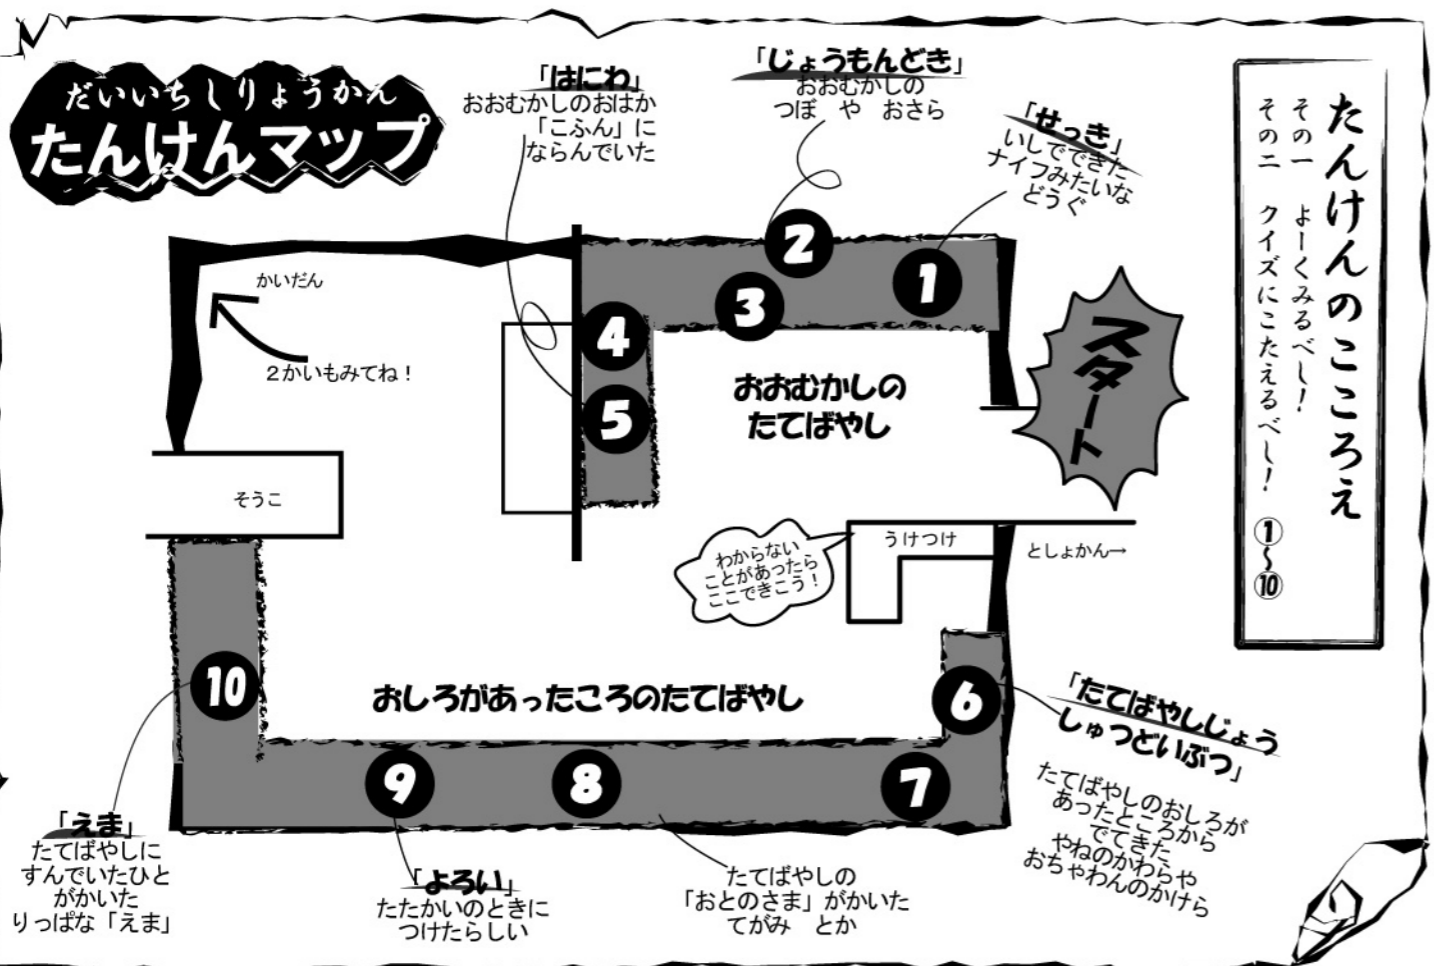 だいいちしりょうかん
たんけんマップ
「はにわ」
おおむかしのおはか
「こふん」に
ならんでいた
「じょうもんどき」
おおむかしの
つぼ や おさら
「せっき」
いしでできた
ナイフみたいな
どうぐ
たんけんのこころえ
その一 よーくみるべし!
その二 クイズにこたえるべし! ①〜⑩
かいだん
2かいもみてね!
2
1
3
4
5
おおむかしの
たてばやし
スタート
そうこ
わからない
ことがあったら
ここできこう!
うけつけ
としょかん→
おしろがあったころのたてばやし
10
6
9
8
7
「たてばやしじょう
しゅつどいぶつ」
たてばやしのおしろが
あったところから
でてきた
やねのかわらや
おちゃわんのかけら
「えま」
たてばやしに
すんでいたひと
がかいた
りっぱな「えま」
「よろい」
たたかいのときに
つけたらしい
たてばやしの
「おとのさま」がかいた
てがみ とか